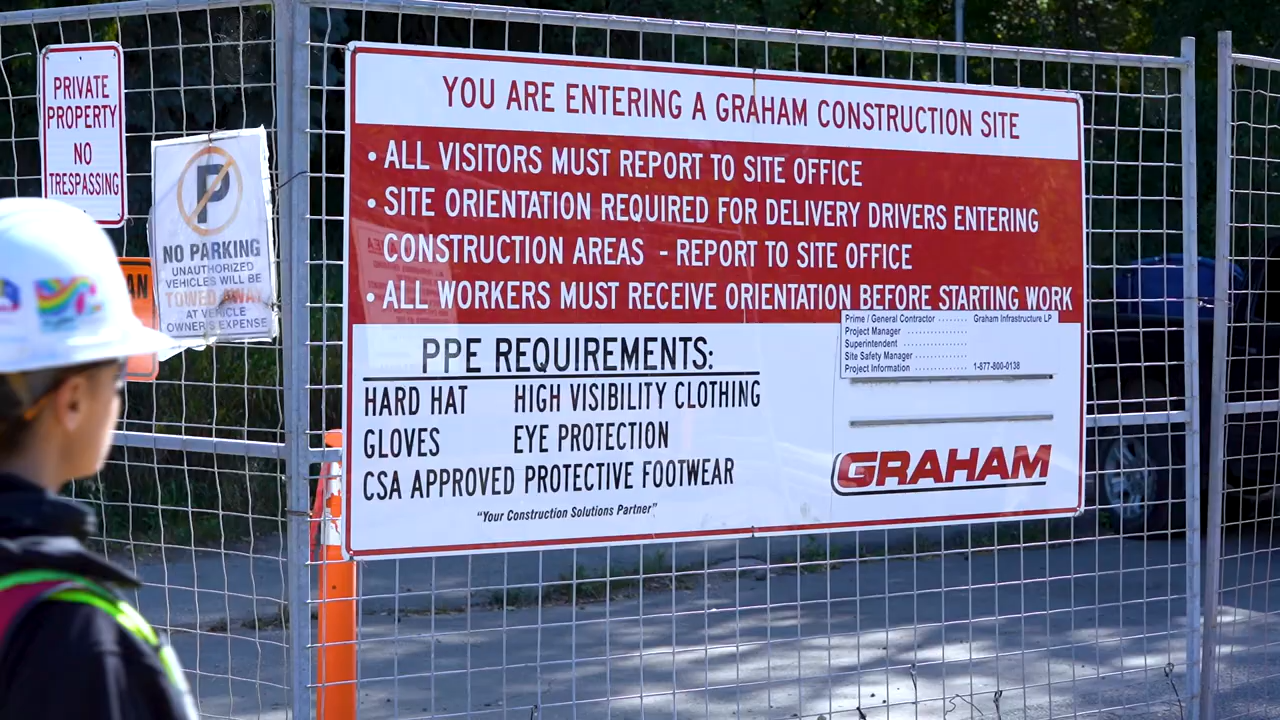 PRIVATE
PROPERTY
NO
TRESPASSING
P
NO PARKING
UNAUTHORIZED
VEHICLES WILL BE
TOWED AWAY
AT VEHICLE
OWNER'S EXPENSE
YOU ARE ENTERING A GRAHAM CONSTRUCTION SITE
• ALL VISITORS MUST REPORT TO SITE OFFICE
• SITE ORIENTATION REQUIRED FOR DELIVERY DRIVERS ENTERING
CONSTRUCTION AREAS - REPORT TO SITE OFFICE
• ALL WORKERS MUST RECEIVE ORIENTATION BEFORE STARTING WORK
PPE REQUIREMENTS:
HARD HAT HIGH VISIBILITY CLOTHING
GLOVES EYE PROTECTION
CSA APPROVED PROTECTIVE FOOTWEAR
"Your Construction Solutions Partner"
Prime / General Contractor ........ Graham Infrastructure LP
Project Manager ................
Superintendent ................
Site Safety Manager ..............
Project Information .............. 1-877-800-0138
GRAHAM